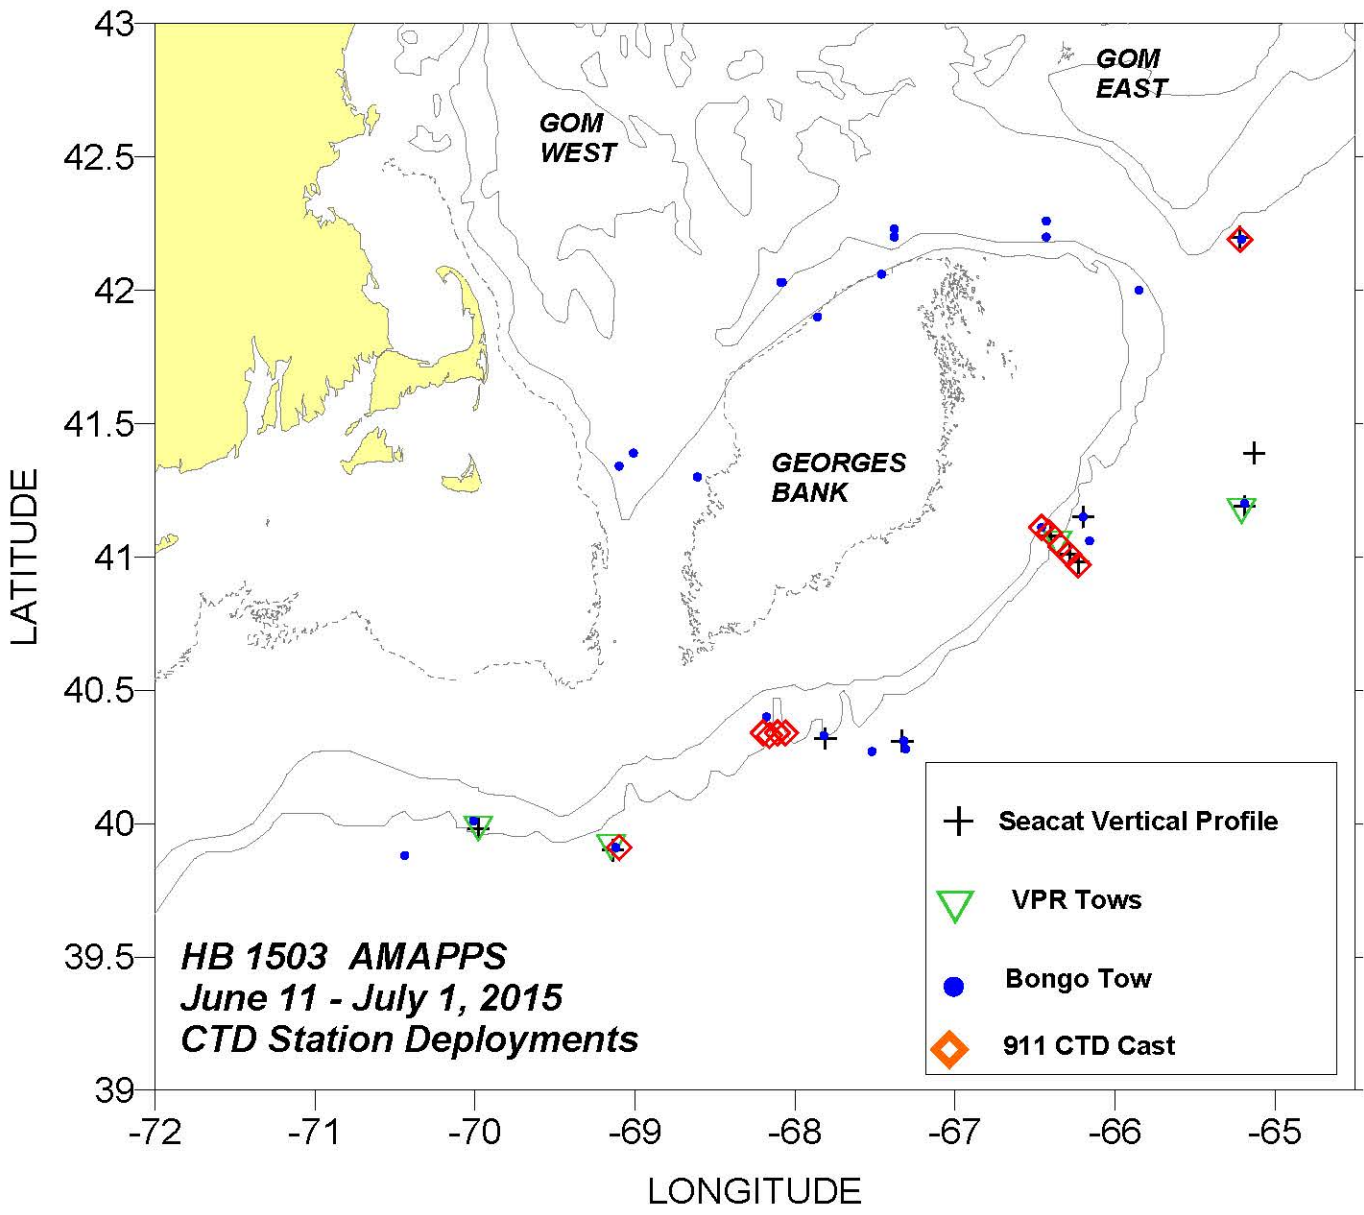 43
42.5
42
41.5
41
40.5
40
39.5
39
LATITUDE
GOM
WEST
GOM
EAST
GEORGES
BANK
HB 1503 AMAPPS
June 11 - July 1, 2015
CTD Station Deployments
Seacat Vertical Profile
VPR Tows
Bongo Tow
911 CTD Cast
-72
-71
-70
-69
-68
-67
-66
-65
LONGITUDE